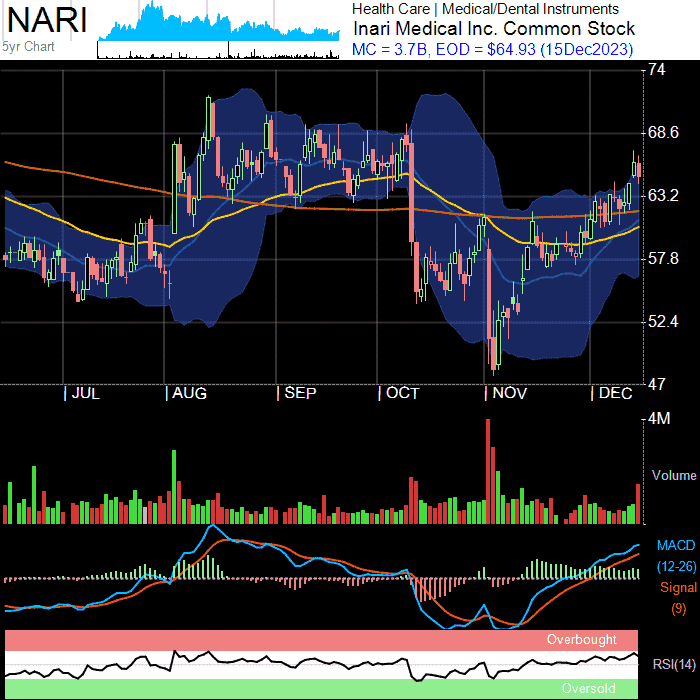 NARI
5yr Chart
Health Care | Medical/Dental Instruments
Inari Medical Inc. Common Stock
MC = 3.7B, EOD = $64.93 (15Dec2023)
74
68.6
63.2
57.8
52.4
47
| JUL | AUG | SEP | OCT | NOV | DEC
4M
Volume
MACD
(12-26)
Signal
(9)
Overbought
RSI(14)
Oversold